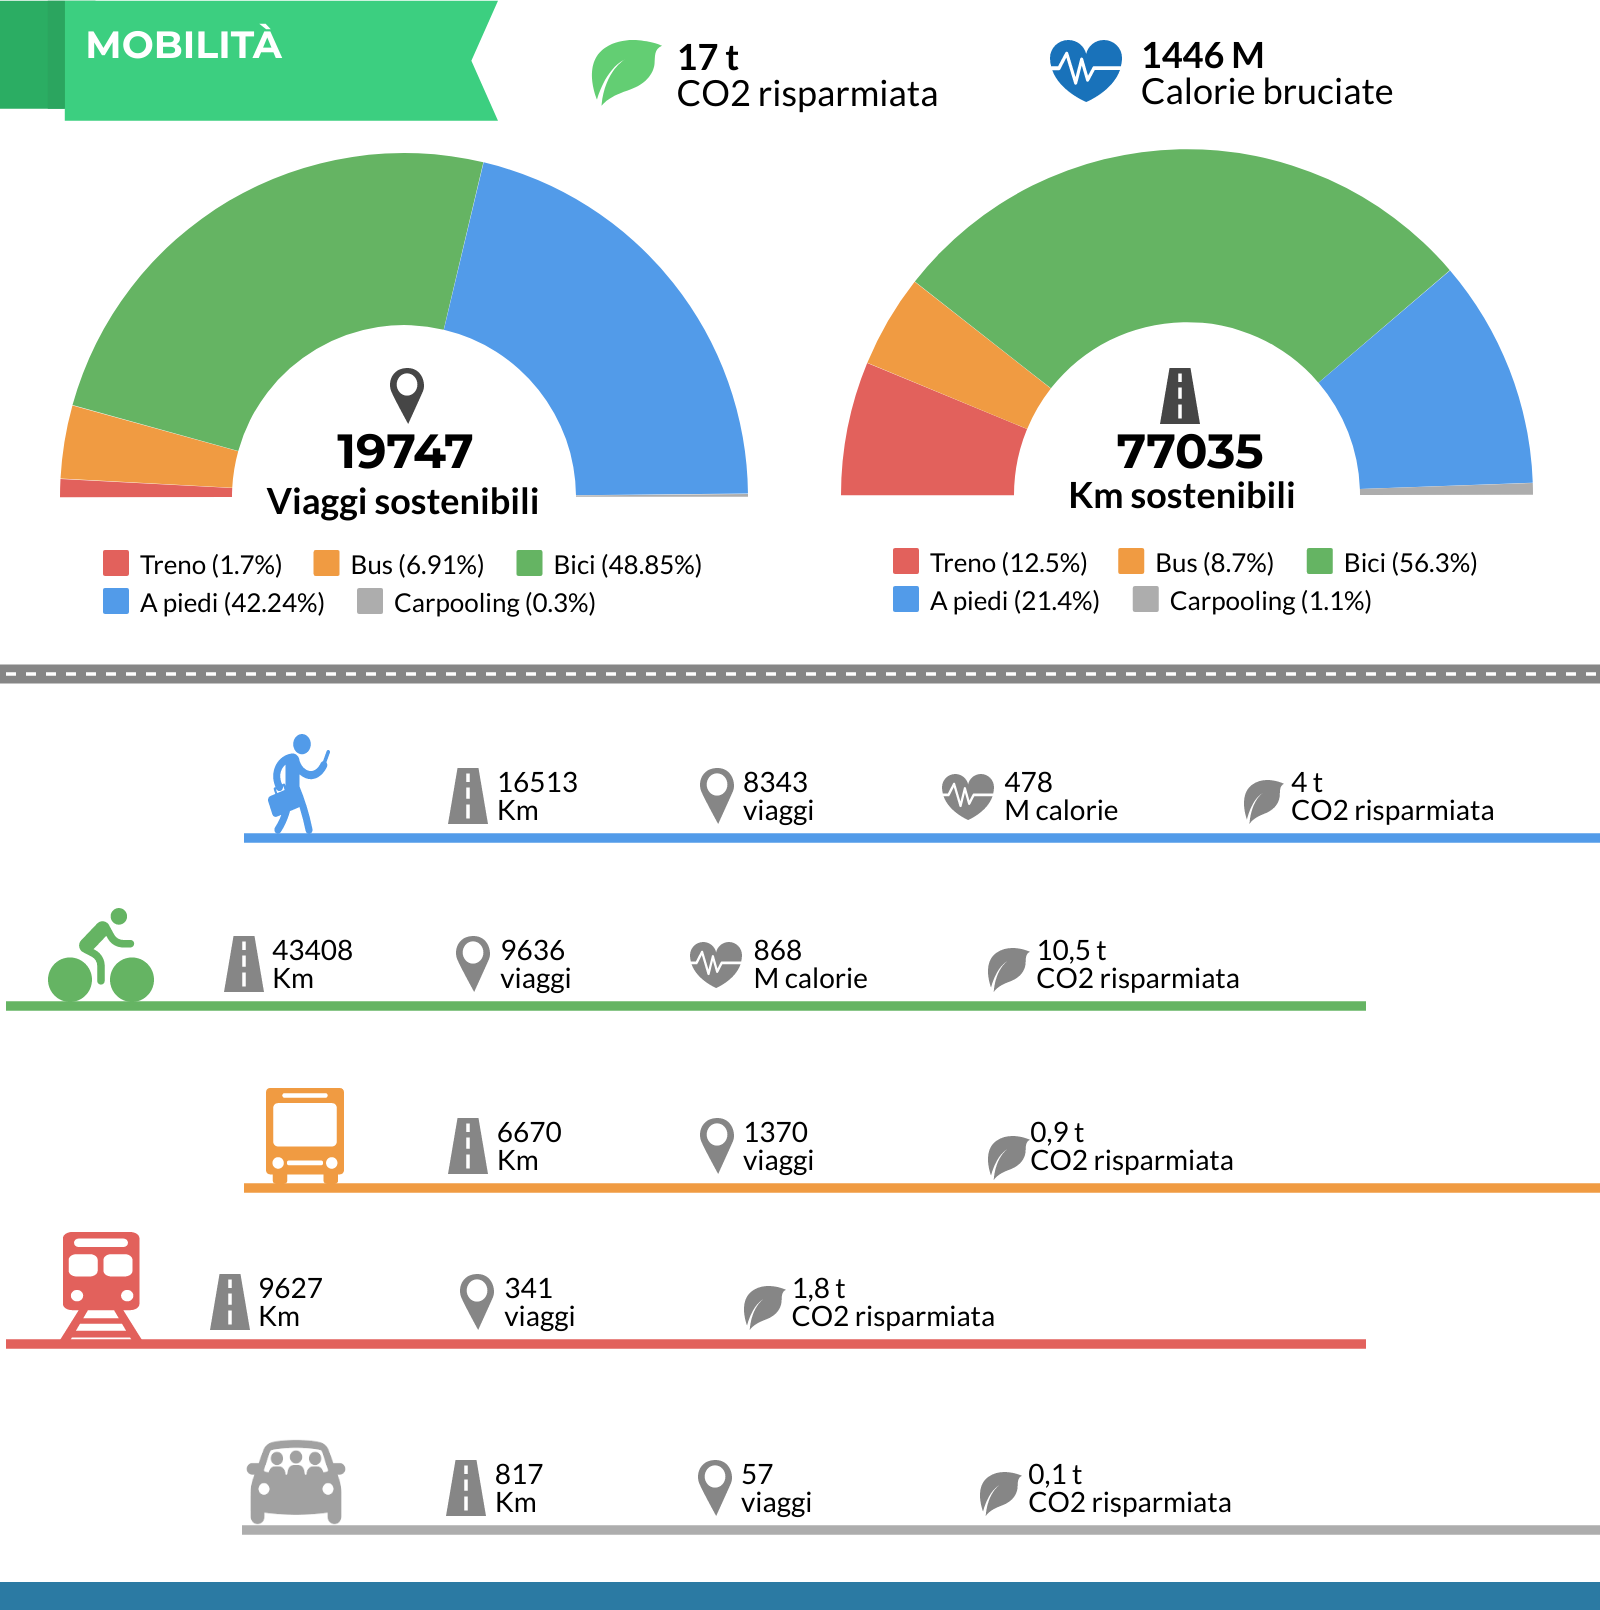 MOBILITÀ
17 t
CO2 risparmiata
1446 M
Calorie bruciate
19747
Viaggi sostenibili
Treno (1.7%) Bus (6.91%) Bici (48.85%)
A piedi (42.24%) Carpooling (0.3%)
77035
Km sostenibili
Treno (12.5%) Bus (8.7%) Bici (56.3%)
A piedi (21.4%) Carpooling (1.1%)
16513
Km
8343
viaggi
478
M calorie
4 t
CO2 risparmiata
43408
Km
9636
viaggi
868
M calorie
10,5 t
CO2 risparmiata
6670
Km
1370
viaggi
0,9 t
CO2 risparmiata
9627
Km
341
viaggi
1,8 t
CO2 risparmiata
817
Km
57
viaggi
0,1 t
CO2 risparmiata